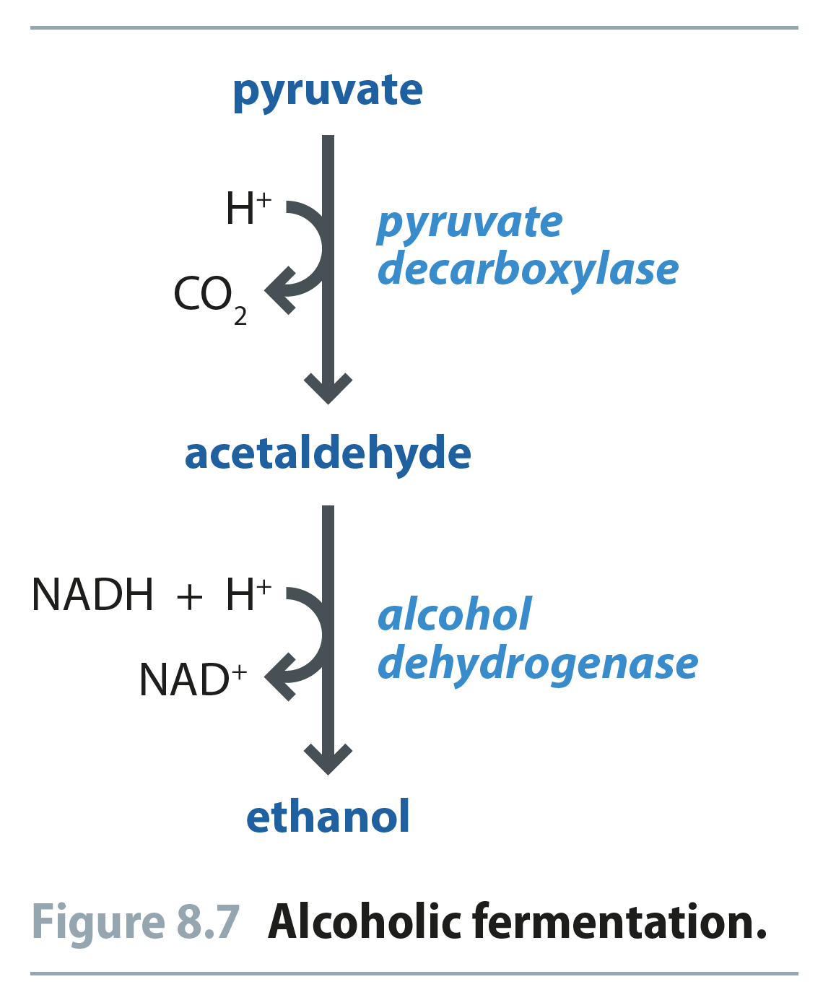 pyruvate
H⁺
pyruvate
decarboxylase
CO₂
acetaldehyde
NADH + H⁺
alcohol
dehydrogenase
NAD⁺
ethanol
Figure 8.7 Alcoholic fermentation.